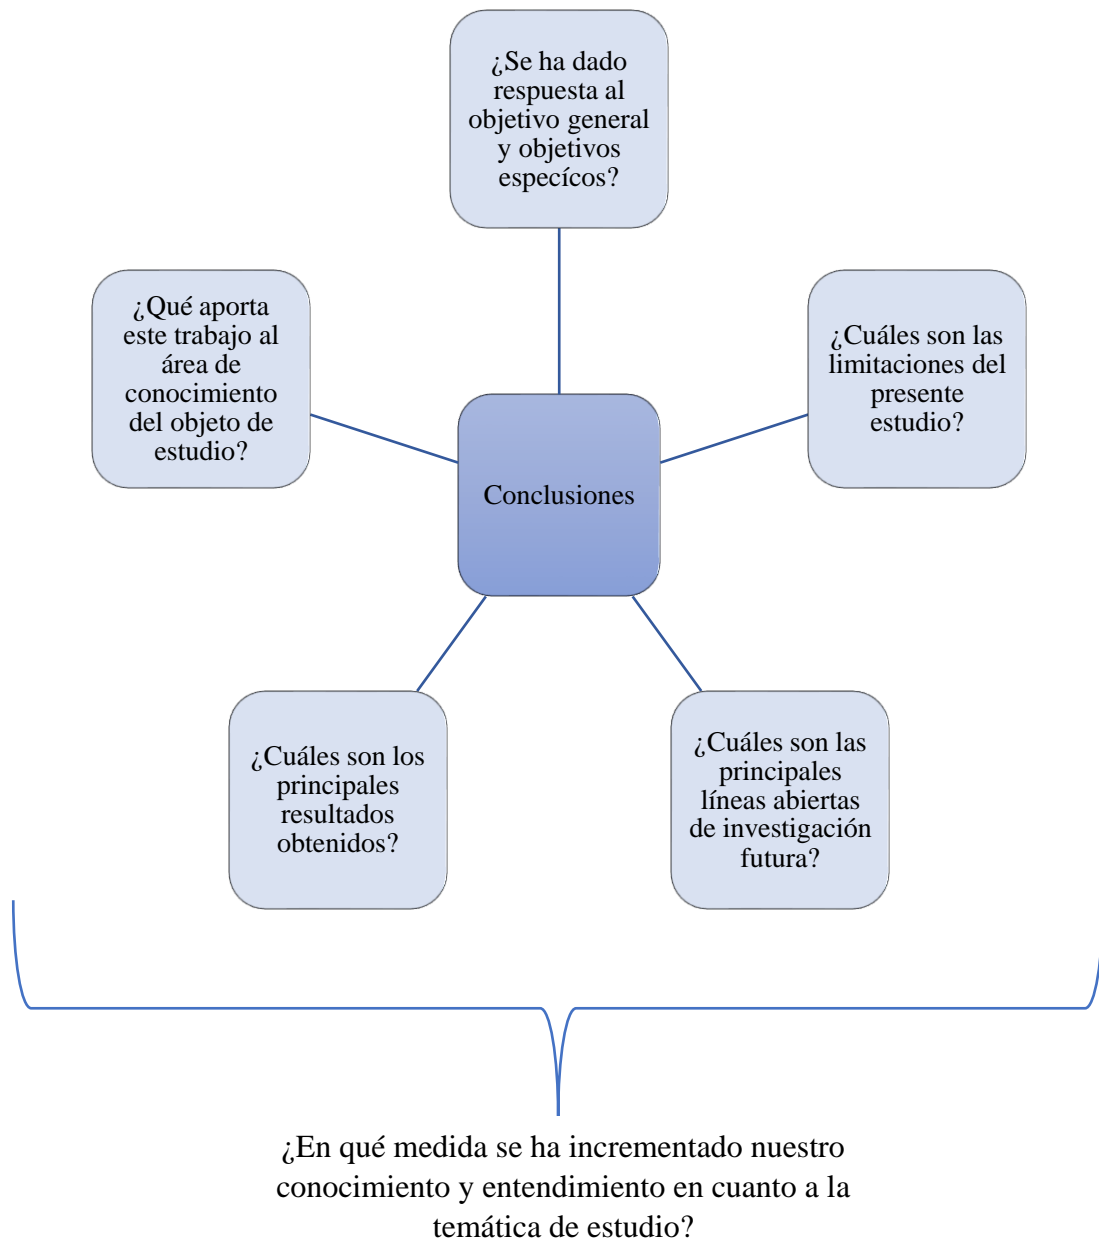 ¿Se ha dado
respuesta al
objetivo general
y objetivos
especícos?
¿Qué aporta
este trabajo al
área de
conocimiento
del objeto de
estudio?
¿Cuáles son las
limitaciones del
presente
estudio?
Conclusiones
¿Cuáles son los
principales
resultados
obtenidos?
¿Cuáles son las
principales
líneas abiertas
de investigación
futura?
¿En qué medida se ha incrementado nuestro
conocimiento y entendimiento en cuanto a la
temática de estudio?